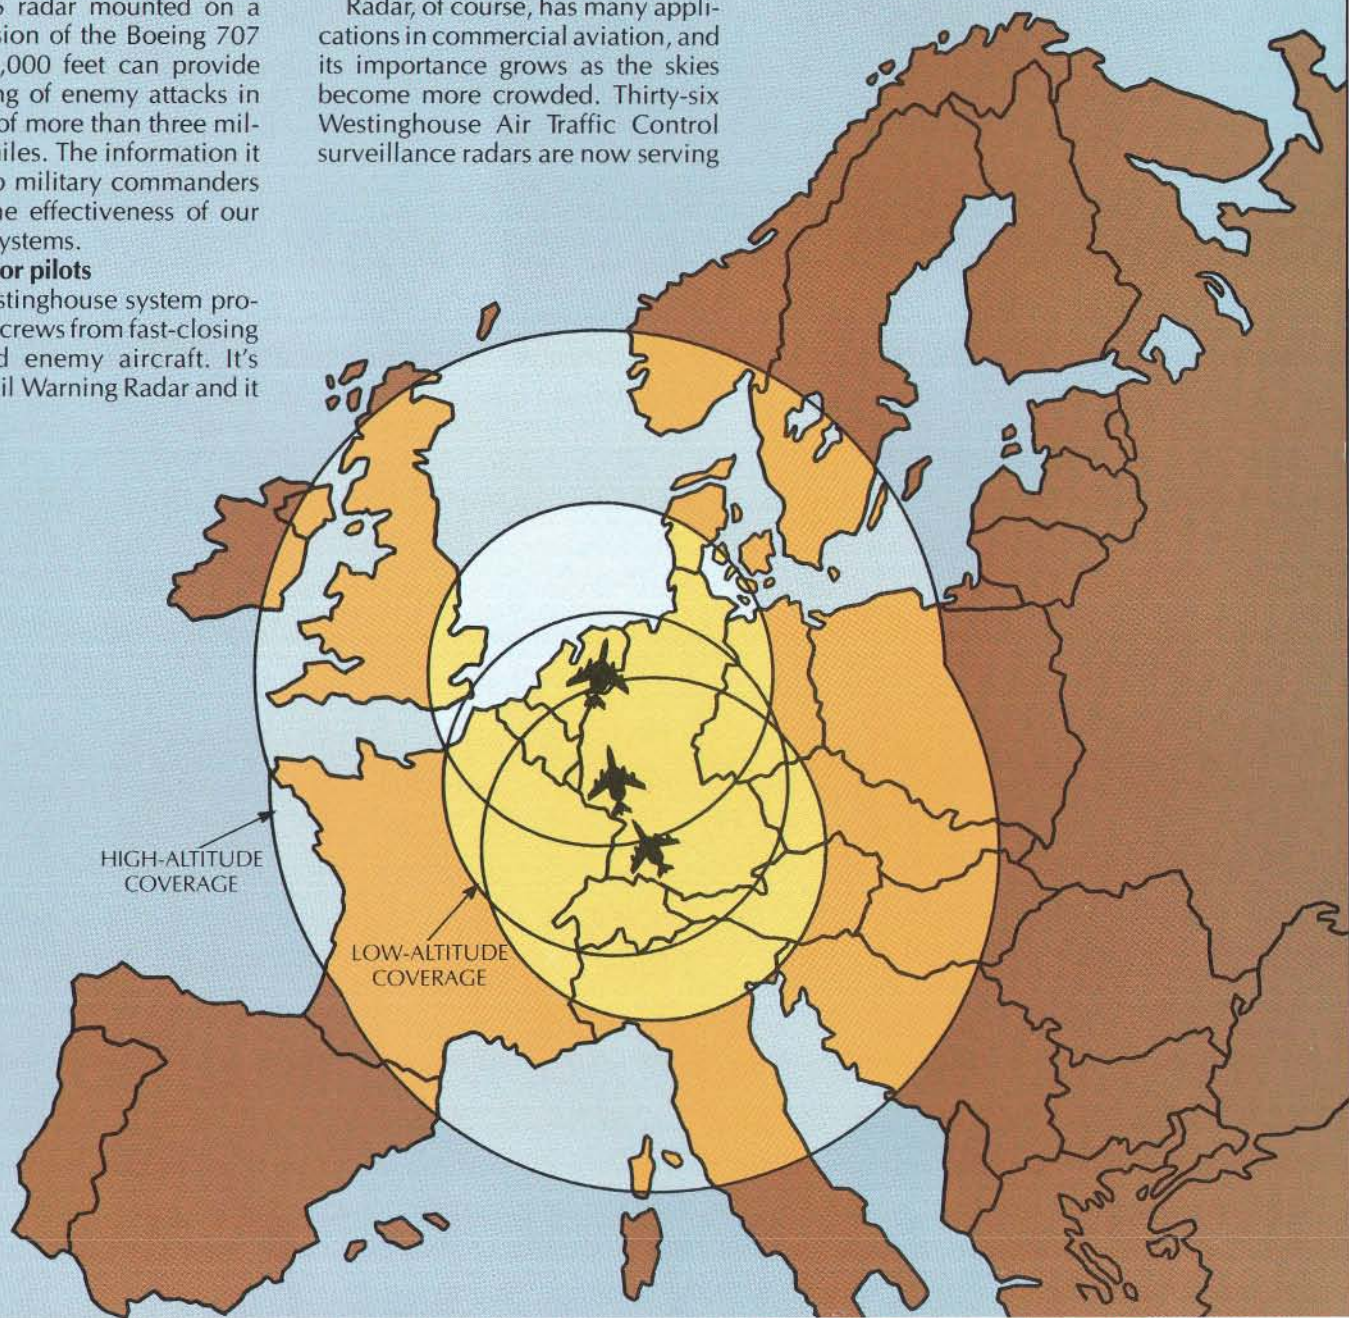 radar mounted on a
sion of the Boeing 707
,000 feet can provide
ng of enemy attacks in
of more than three mil-
iles. The information it
o military commanders
ne effectiveness of our
ystems.
or pilots
stinghouse system pro-
crews from fast-closing
d enemy aircraft. It's
il Warning Radar and it
Radar, of course, has many appli-
cations in commercial aviation, and
its importance grows as the skies
become more crowded. Thirty-six
Westinghouse Air Traffic Control
surveillance radars are now serving
HIGH-ALTITUDE
COVERAGE
LOW-ALTITUDE
COVERAGE